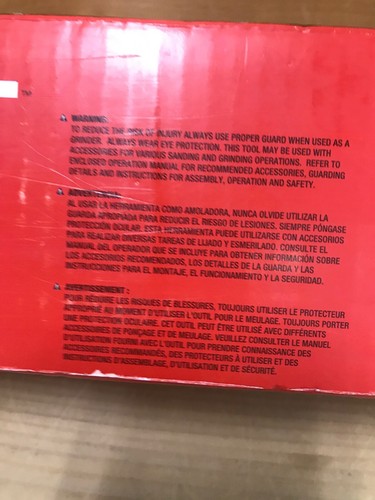 TM
WARNING:
TO REDUCE THE RISK OF INJURY ALWAYS USE PROPER GUARD WHEN USED AS A
GRINDER. ALWAYS WEAR EYE PROTECTION. THIS TOOL MAY BE USED WITH
ACCESSORIES FOR VARIOUS SANDING AND GRINDING OPERATIONS. REFER TO
ENCLOSED OPERATION MANUAL FOR RECOMMENDED ACCESSORIES, GUARDING
DETAILS AND INSTRUCTIONS FOR ASSEMBLY, OPERATION AND SAFETY.
ADVERTENCIA:
AL USAR LA HERRAMIENTA COMO AMOLADORA, NUNCA OLVIDE UTILIZAR LA
GUARDA APROPIADA PARA REDUCIR EL RIESGO DE LESIONES. SIEMPRE PÓNGASE
PROTECCIÓN OCULAR. ESTA HERRAMIENTA PUEDE UTILIZARSE CON ACCESORIOS
PARA REALIZAR DIVERSAS TAREAS DE LIJADO Y ESMERILADO. CONSULTE EL
MANUAL DEL OPERADOR QUE SE INCLUYE PARA OBTENER INFORMACIÓN SOBRE
LOS ACCESORIOS RECOMENDADOS, LOS DETALLES DE LA GUARDA Y LAS
INSTRUCCIONES PARA EL MONTAJE, EL FUNCIONAMIENTO Y LA SEGURIDAD.
AVERTISSEMENT :
POUR RÉDUIRE LES RISQUES DE BLESSURES, TOUJOURS UTILISER LE PROTECTEUR
APPROPRIÉ AU MOMENT D'UTILISER L'OUTIL POUR LE MEULAGE. TOUJOURS PORTER
UNE PROTECTION OCULAIRE. CET OUTIL PEUT ÊTRE UTILISÉ AVEC DIFFÉRENTS
ACCESSOIRES DE PONÇAGE ET DE MEULAGE. VEUILLEZ CONSULTER LE MANUEL
D'UTILISATION FOURNI AVEC L'OUTIL POUR PRENDRE CONNAISSANCE DES
ACCESSOIRES RECOMMANDÉS, DES PROTECTEURS À UTILISER ET DES
INSTRUCTIONS D'ASSEMBLAGE, D'UTILISATION ET DE SÉCURITÉ.